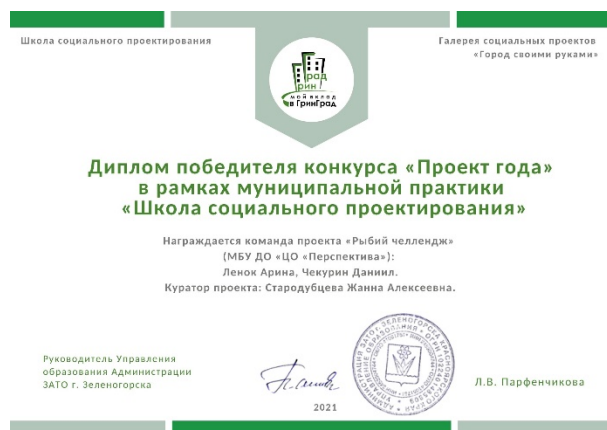 Школа социального проектирования
Галерея социальных проектов
«Город своими руками»
град
грин
мой вклад
в ГринГрад
Диплом победителя конкурса «Проект года»
в рамках муниципальной практики
«Школа социального проектирования»
Награждается команда проекта «Рыбий челлендж»
(МБУ ДО «ЦО «Перспектива»):
Ленок Арина, Чекурин Даниил.
Куратор проекта: Стародубцева Жанна Алексеевна.
Руководитель Управления
образования Администрации
ЗАТО г. Зеленогорска
2021
Л.В. Парфенчикова